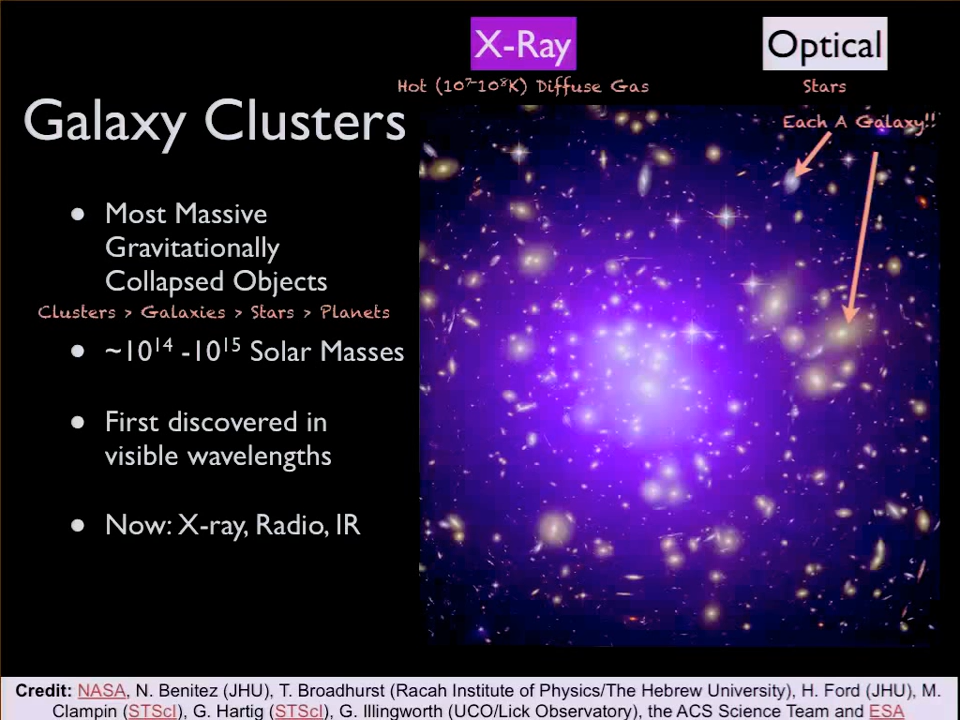 X-Ray
Optical
Hot (10⁷-10⁸K) Diffuse Gas
Stars
Galaxy Clusters
Each A Galaxy!!
● Most Massive
Gravitationally
Collapsed Objects
Clusters > Galaxies > Stars > Planets
● ~10¹⁴ -10¹⁵ Solar Masses
● First discovered in
visible wavelengths
● Now: X-ray, Radio, IR
Credit: NASA, N. Benitez (JHU), T. Broadhurst (Racah Institute of Physics/The Hebrew University), H. Ford (JHU), M.
Clampin (STScI), G. Hartig (STScI), G. Illingworth (UCO/Lick Observatory), the ACS Science Team and ESA